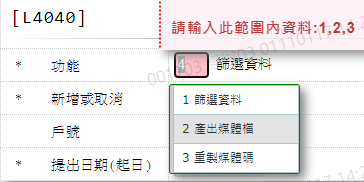 [L4040]
請輸入此範圍內資料:1,2,3
* 功能 4 篩選資料
* 新增或取消
戶號
* 提出日期(起日)
1 篩選資料
2 產出媒體檔
3 重製媒體碼